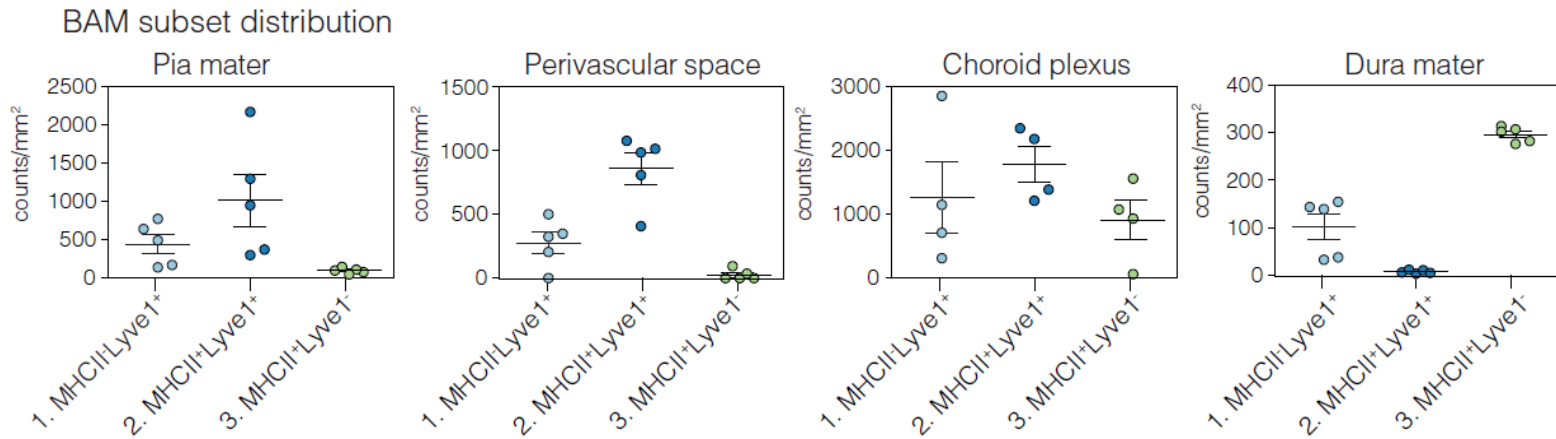 BAM subset distribution
Pia mater
counts/mm²
2500
2000
1500
1000
500
0
1. MHCII⁻Lyve1⁺
2. MHCII⁺Lyve1⁺
3. MHCII⁺Lyve1⁻
Perivascular space
counts/mm²
1500
1000
500
0
1. MHCII⁻Lyve1⁺
2. MHCII⁺Lyve1⁺
3. MHCII⁺Lyve1⁻
Choroid plexus
counts/mm²
3000
2000
1000
0
1. MHCII⁻Lyve1⁺
2. MHCII⁺Lyve1⁺
3. MHCII⁺Lyve1⁻
Dura mater
counts/mm²
400
300
200
100
0
1. MHCII⁻Lyve1⁺
2. MHCII⁺Lyve1⁺
3. MHCII⁺Lyve1⁻